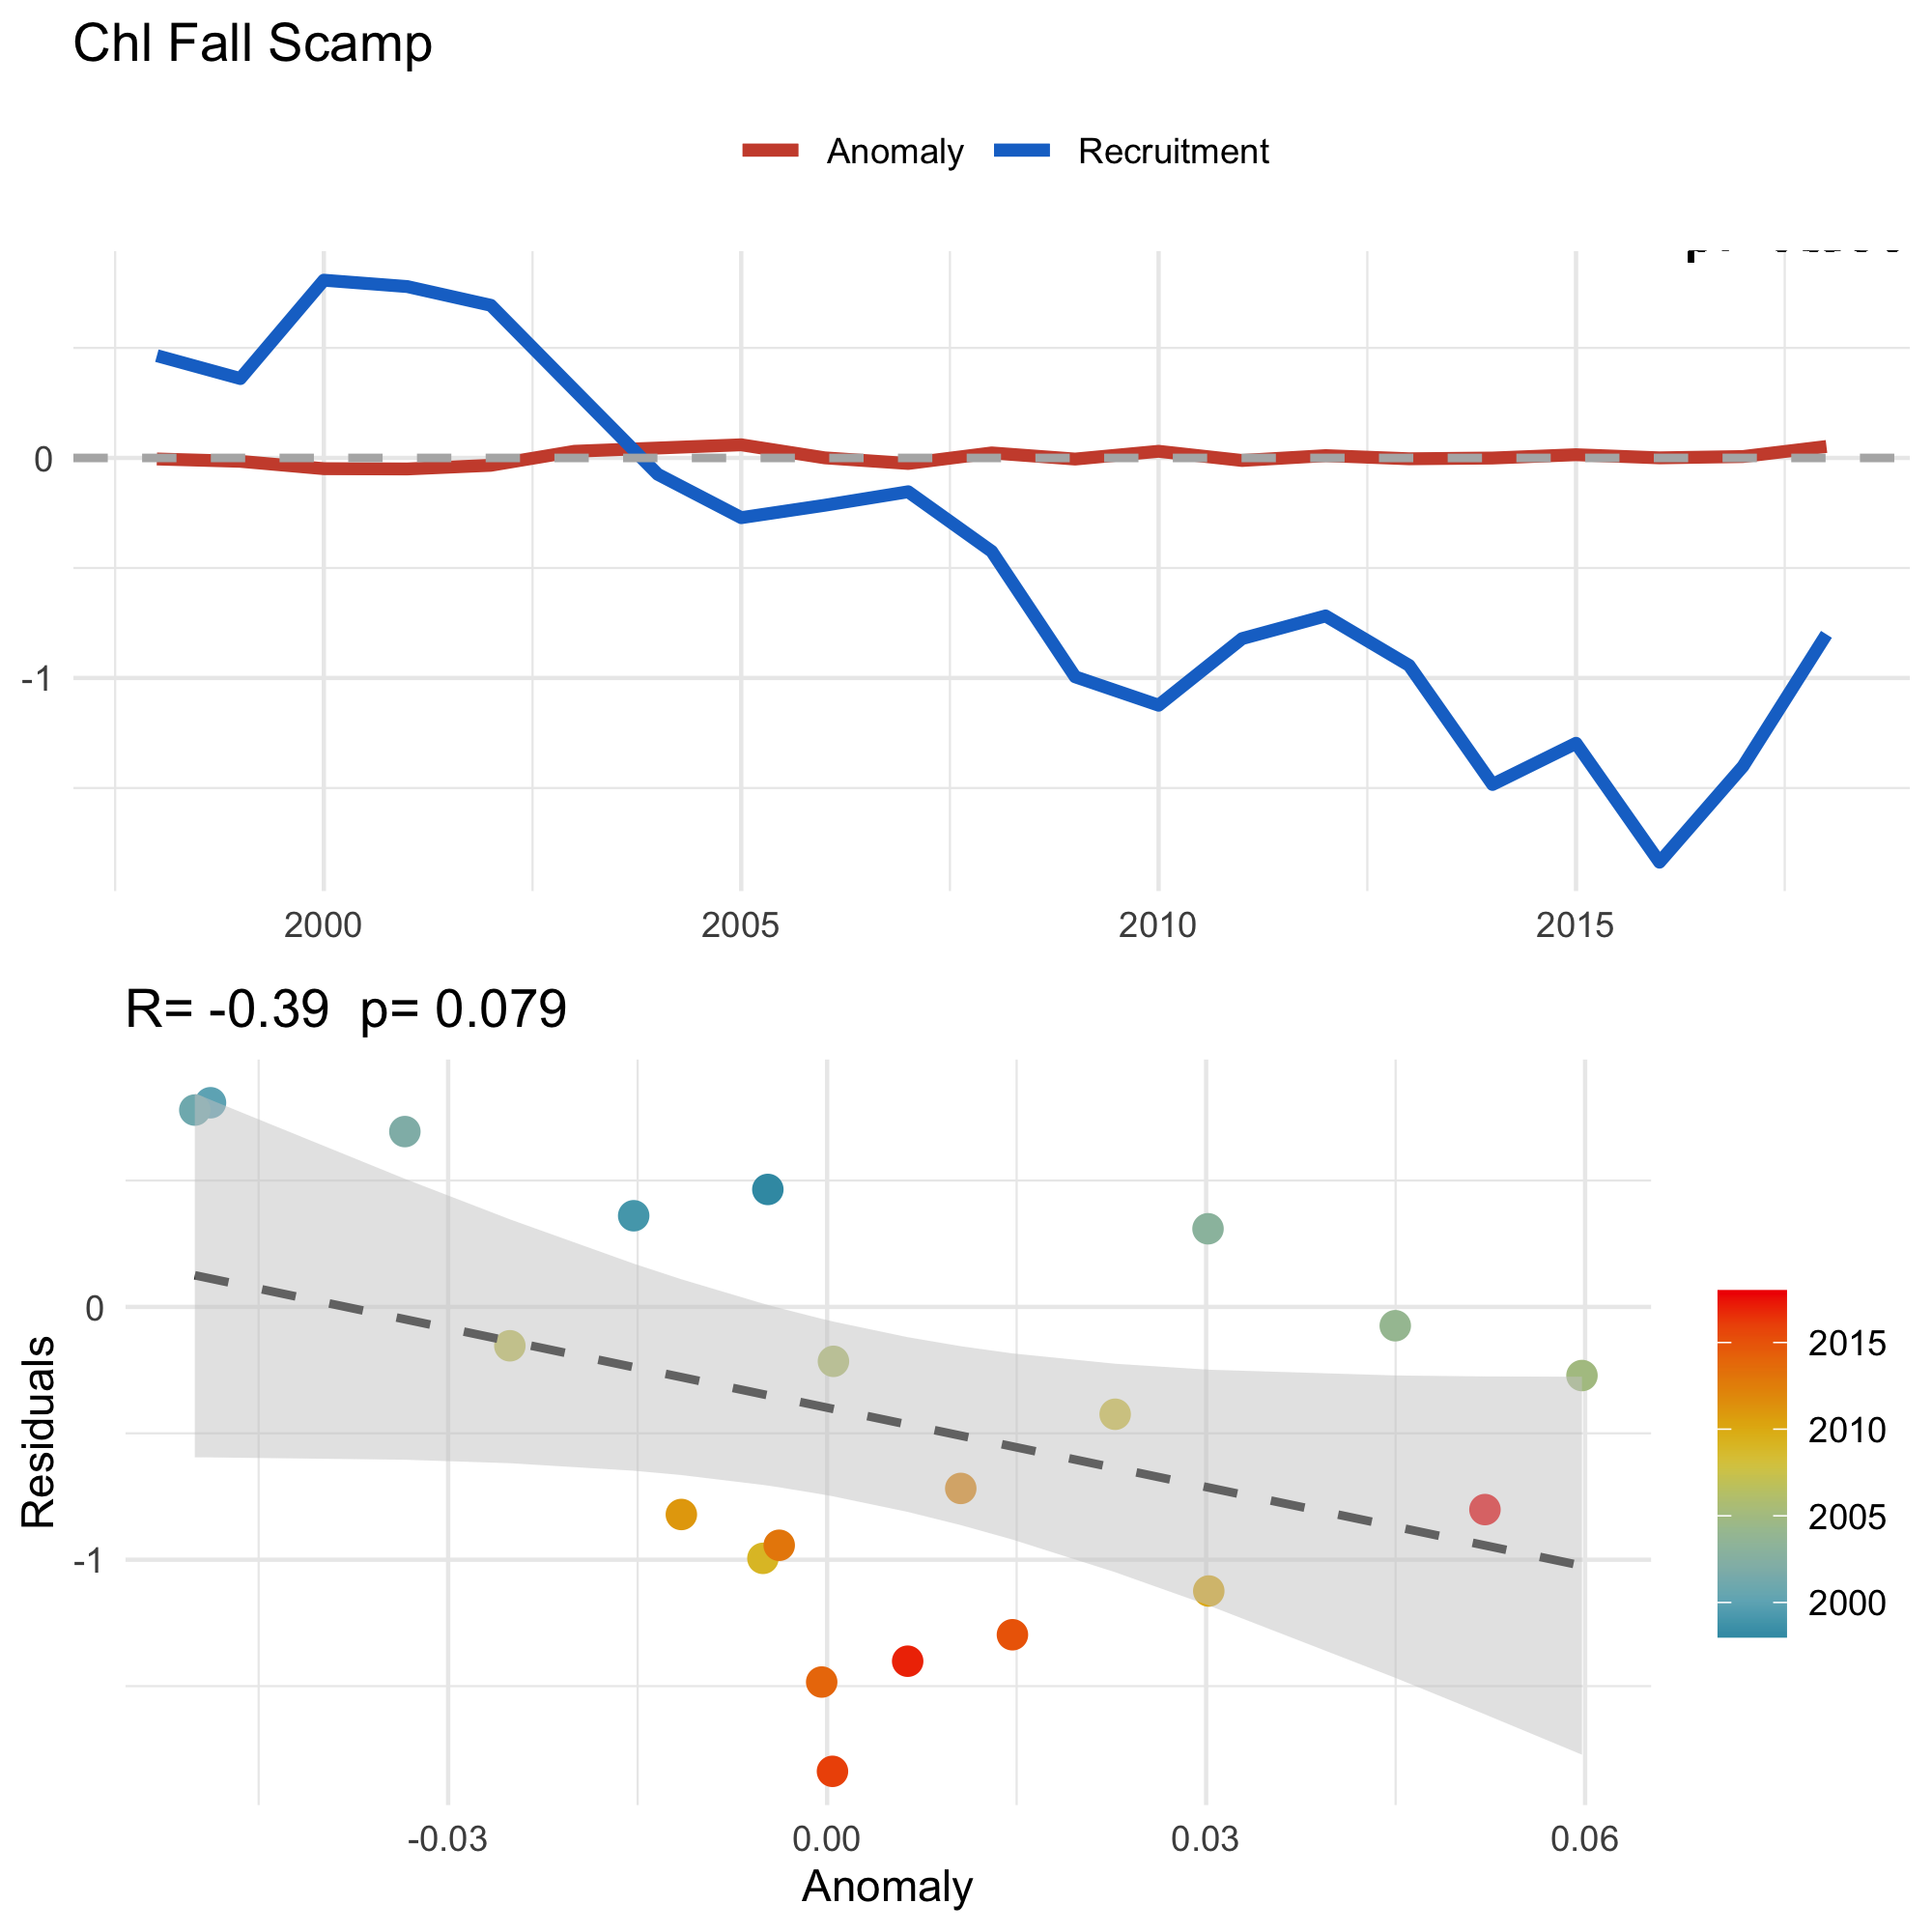 Chl Fall Scamp
Anomaly Recruitment
0
-1
2000 2005 2010 2015
R= -0.39 p= 0.079
0
-1
Residuals
-0.03 0.00 0.03 0.06
Anomaly
2015
2010
2005
2000